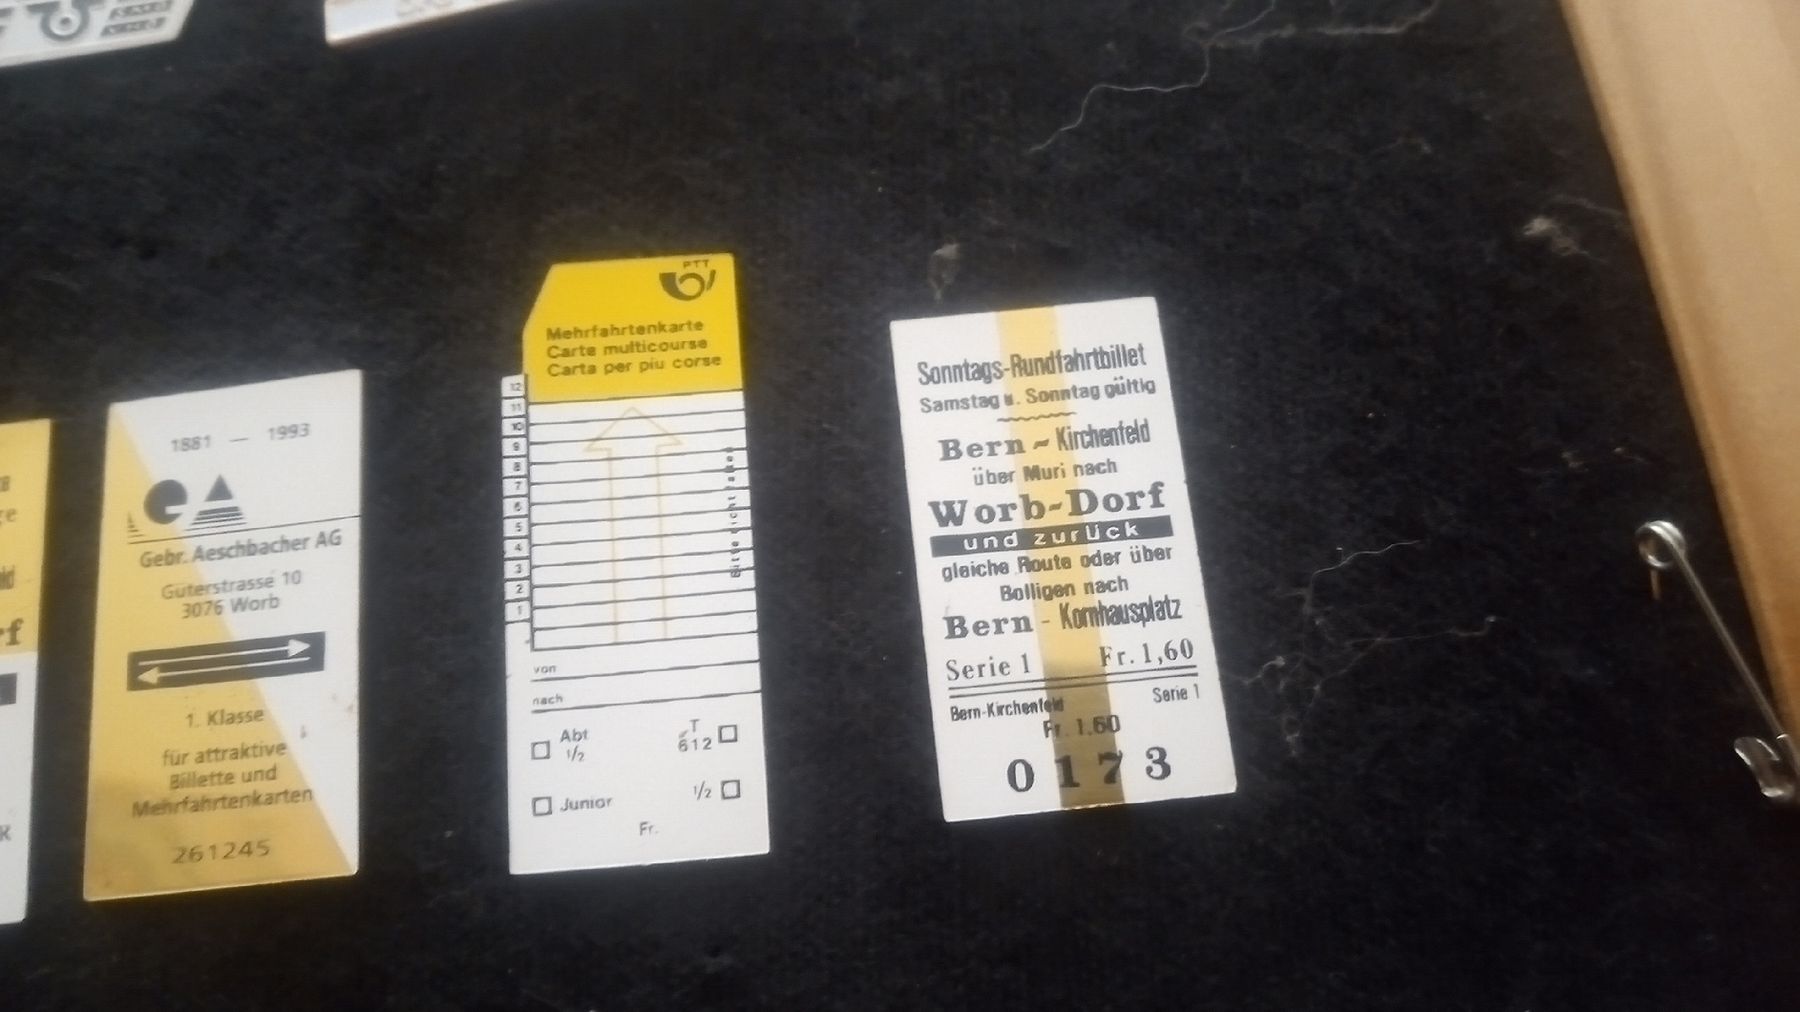 rf
1881 — 1993
Gebr. Aeschbacher AG
Güterstrasse 10
3076 Worb
1. Klasse
für attraktive
Billette und
Mehrfahrtenkarten
261245
PTT
Mehrfahrtenkarte
Carte multicourse
Carta per piu corse
12
11
10
9
8
7
6
5
4
3
2
1
von
nach
Abt
1/2
T
612
Junior
1/2
Fr.
Sonntags-Rundfahrtbillet
Samstag u. Sonntag gültig
Bern - Kirchenfeld
über Muri nach
Worb-Dorf
und zurück
gleiche Route oder über
Bolligen nach
Bern - Kornhausplatz
Serie 1 Fr. 1,60
Bern-Kirchenfeld Serie 1
Fr. 1.60
0173